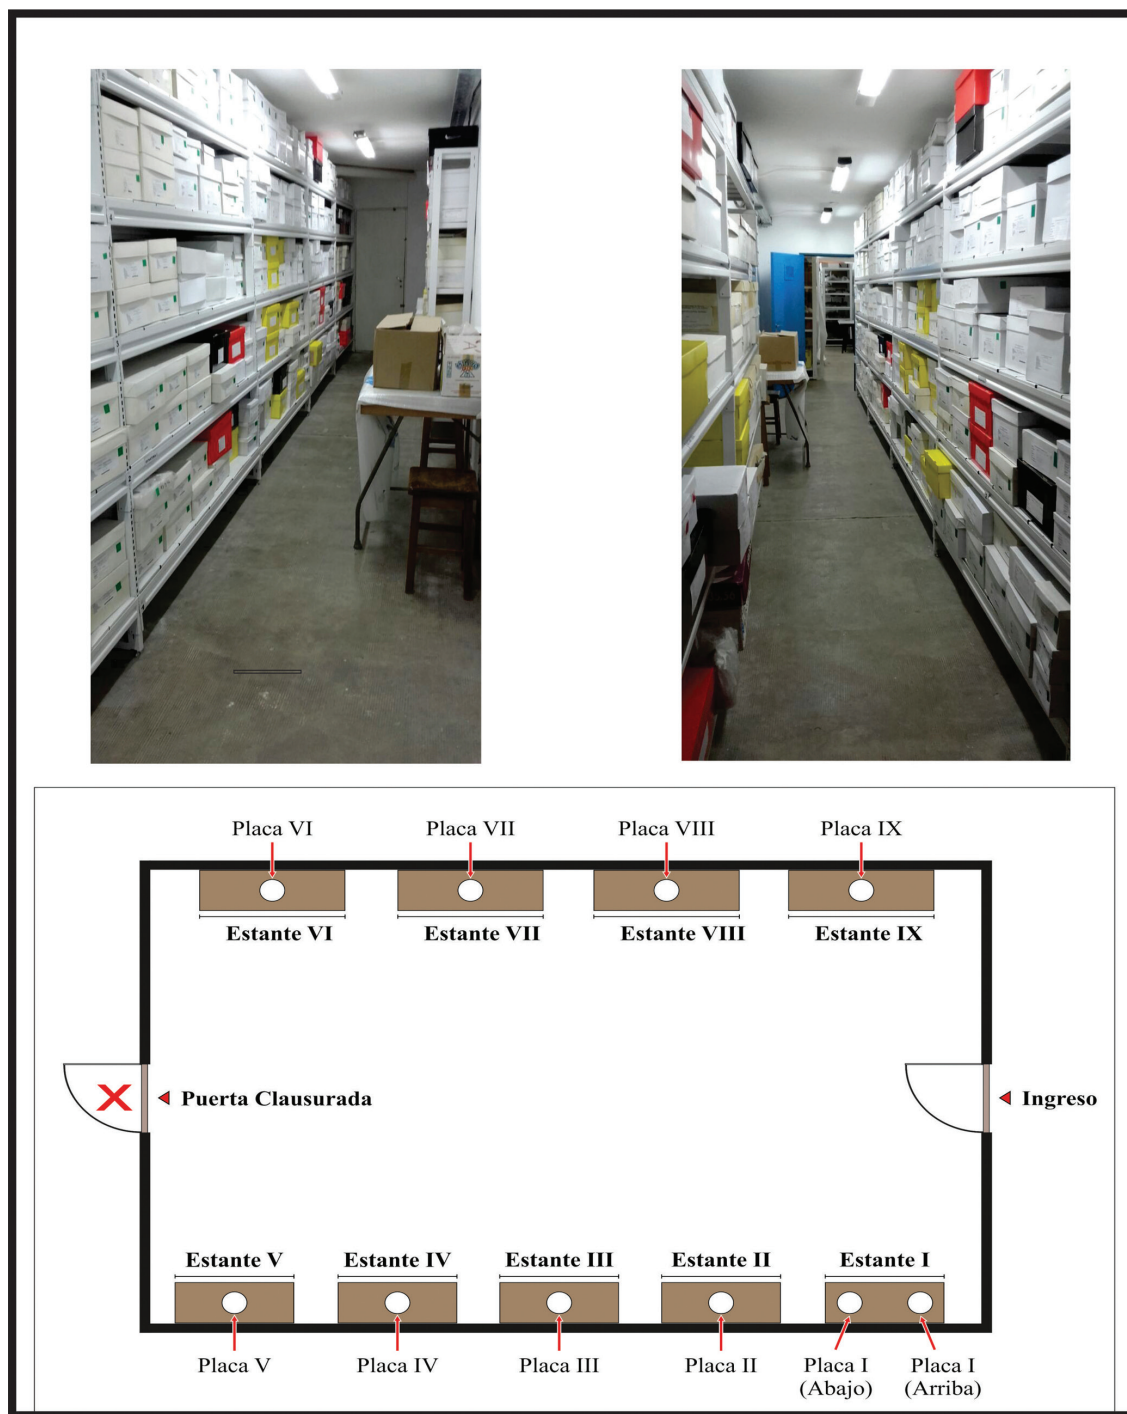 Placa VI
Placa VII
Placa VIII
Placa IX
Estante VI
Estante VII
Estante VIII
Estante IX
Puerta Clausurada
Ingreso
Estante V
Estante IV
Estante III
Estante II
Estante I
Placa V
Placa IV
Placa III
Placa II
Placa I
(Abajo)
Placa I
(Arriba)